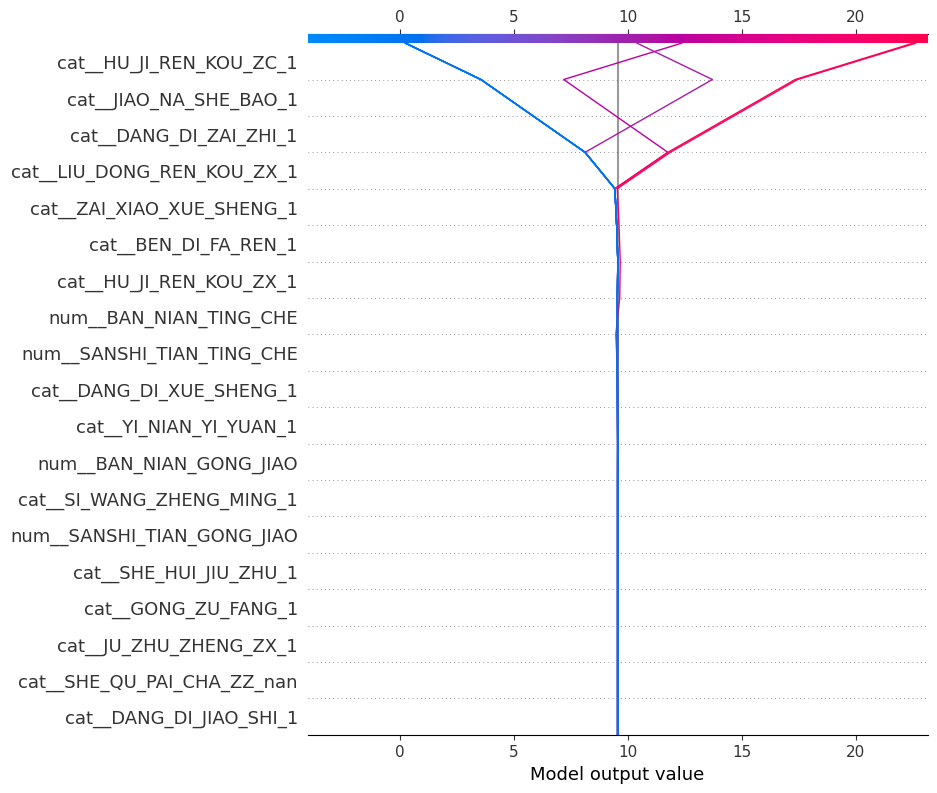 0 5 10 15 20
cat__HU_JI_REN_KOU_ZC_1
cat__JIAO_NA_SHE_BAO_1
cat__DANG_DI_ZAI_ZHI_1
cat__LIU_DONG_REN_KOU_ZX_1
cat__ZAI_XIAO_XUE_SHENG_1
cat__BEN_DI_FA_REN_1
cat__HU_JI_REN_KOU_ZX_1
num__BAN_NIAN_TING_CHE
num__SANSHI_TIAN_TING_CHE
cat__DANG_DI_XUE_SHENG_1
cat__YI_NIAN_YI_YUAN_1
num__BAN_NIAN_GONG_JIAO
cat__SI_WANG_ZHENG_MING_1
num__SANSHI_TIAN_GONG_JIAO
cat__SHE_HUI_JIU_ZHU_1
cat__GONG_ZU_FANG_1
cat__JU_ZHU_ZHENG_ZX_1
cat__SHE_QU_PAI_CHA_ZZ_nan
cat__DANG_DI_JIAO_SHI_1
0 5 10 15 20
Model output value